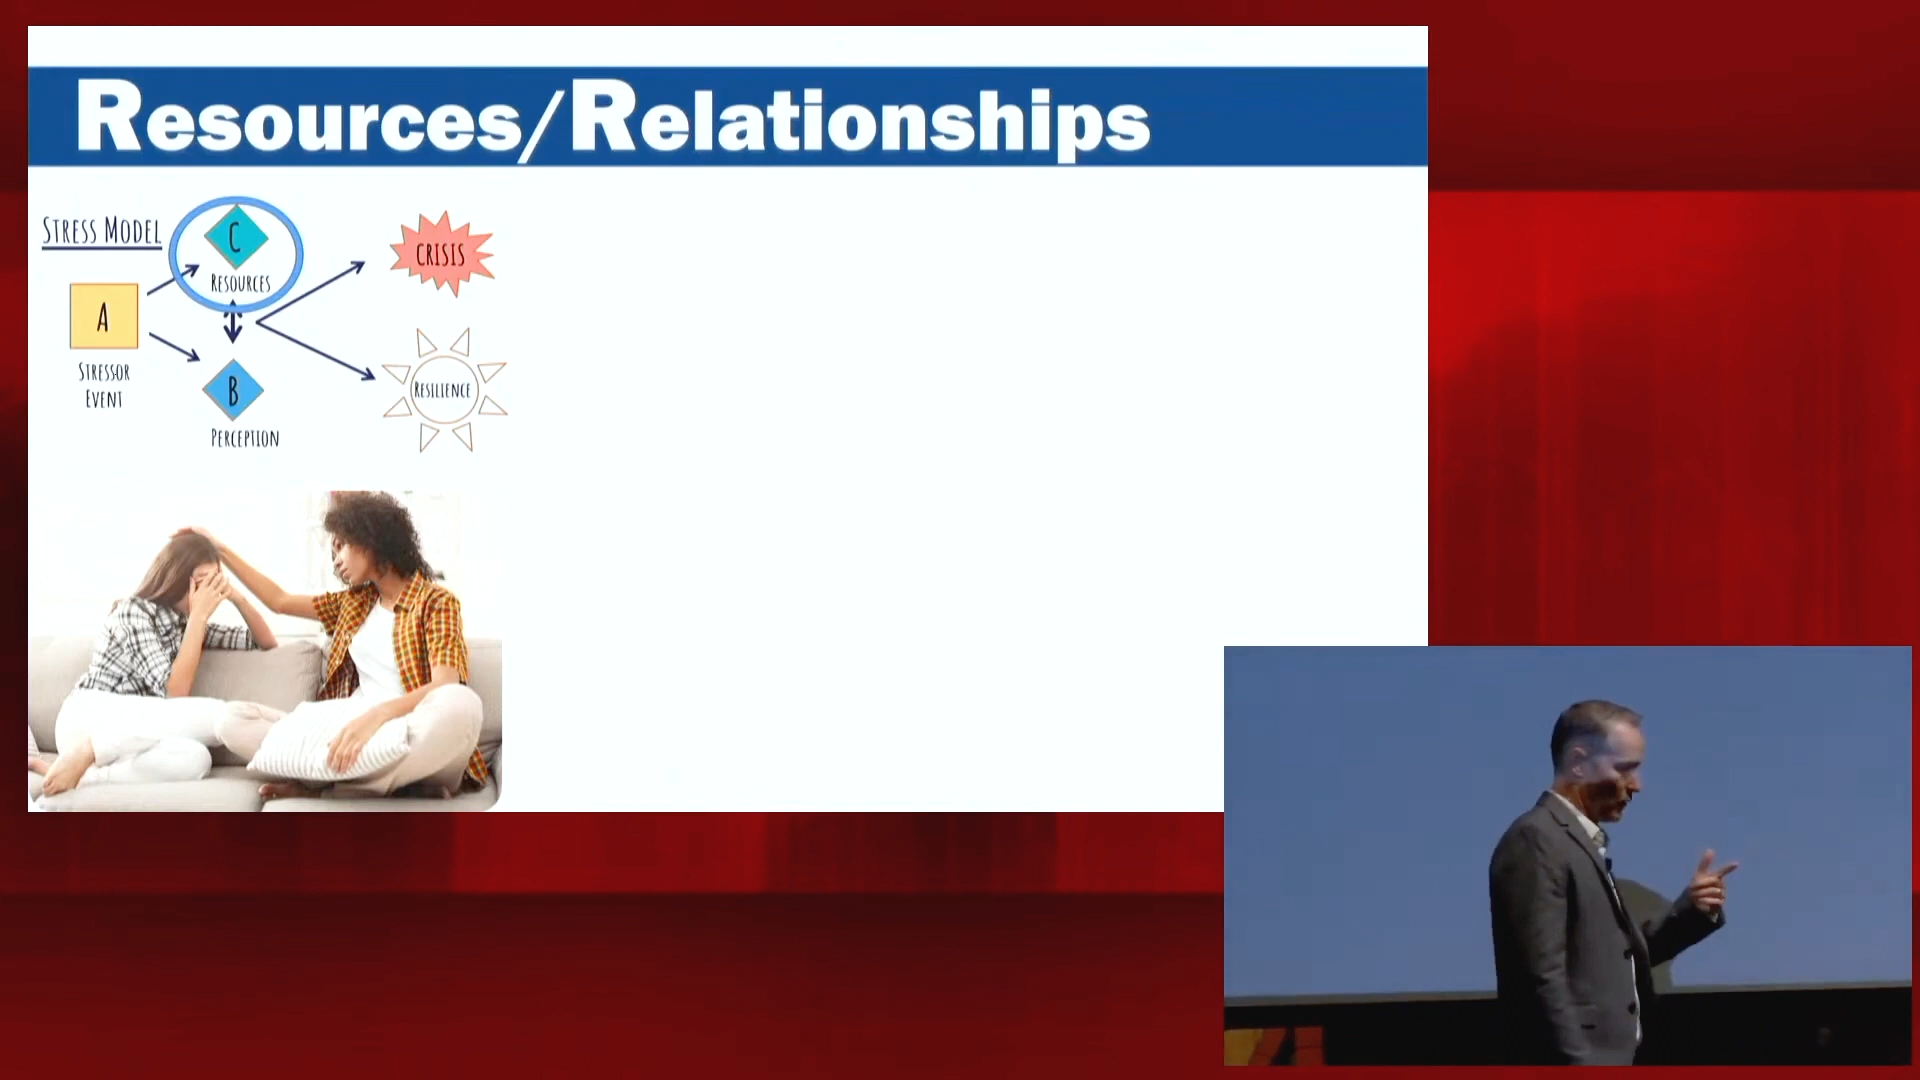 Resources/Relationships
STRESS MODEL
C
RESOURCES
CRISIS
A
STRESSOR
EVENT
B
PERCEPTION
RESILIENCE